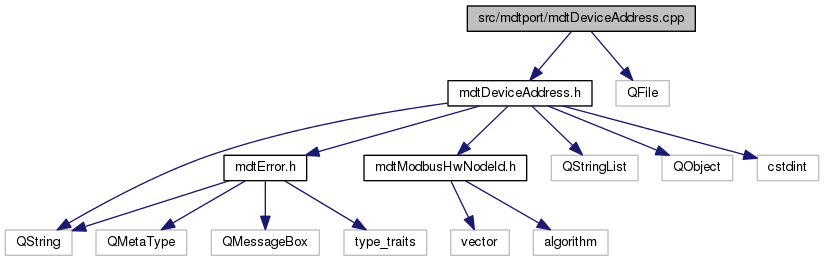 src/mdtport/mdtDeviceAddress.cpp
mdtDeviceAddress.h
QFile
mdtError.h
mdtModbusHwNodeId.h
QStringList
QObject
cstdint
QString
QMetaType
QMessageBox
type_traits
vector
algorithm